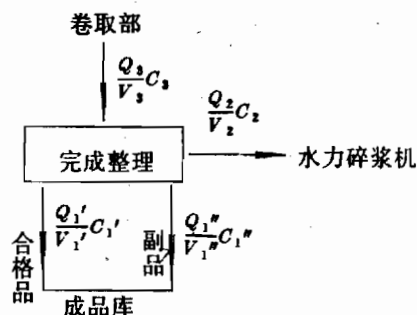 卷取部
Q₃/V₃ C₃
Q₂/V₂ C₂
完成整理
水力碎浆机
合格品
Q₁′/V₁′ C₁′
副品
Q₁″/V₁″ C₁″
成品库